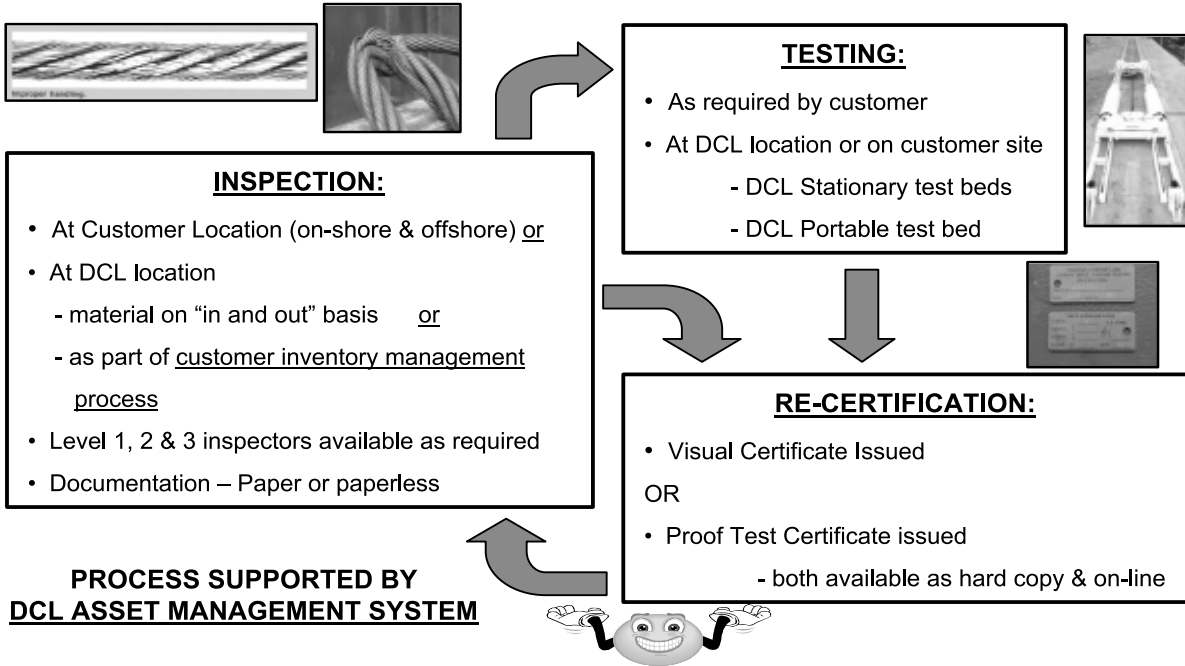 Improper handling.
TESTING:
• As required by customer
• At DCL location or on customer site
- DCL Stationary test beds
- DCL Portable test bed
INSPECTION:
• At Customer Location (on-shore & offshore) or
• At DCL location
- material on “in and out” basis or
- as part of customer inventory management
process
• Level 1, 2 & 3 inspectors available as required
• Documentation – Paper or paperless
RE-CERTIFICATION:
• Visual Certificate Issued
OR
• Proof Test Certificate issued
- both available as hard copy & on-line
PROCESS SUPPORTED BY
DCL ASSET MANAGEMENT SYSTEM